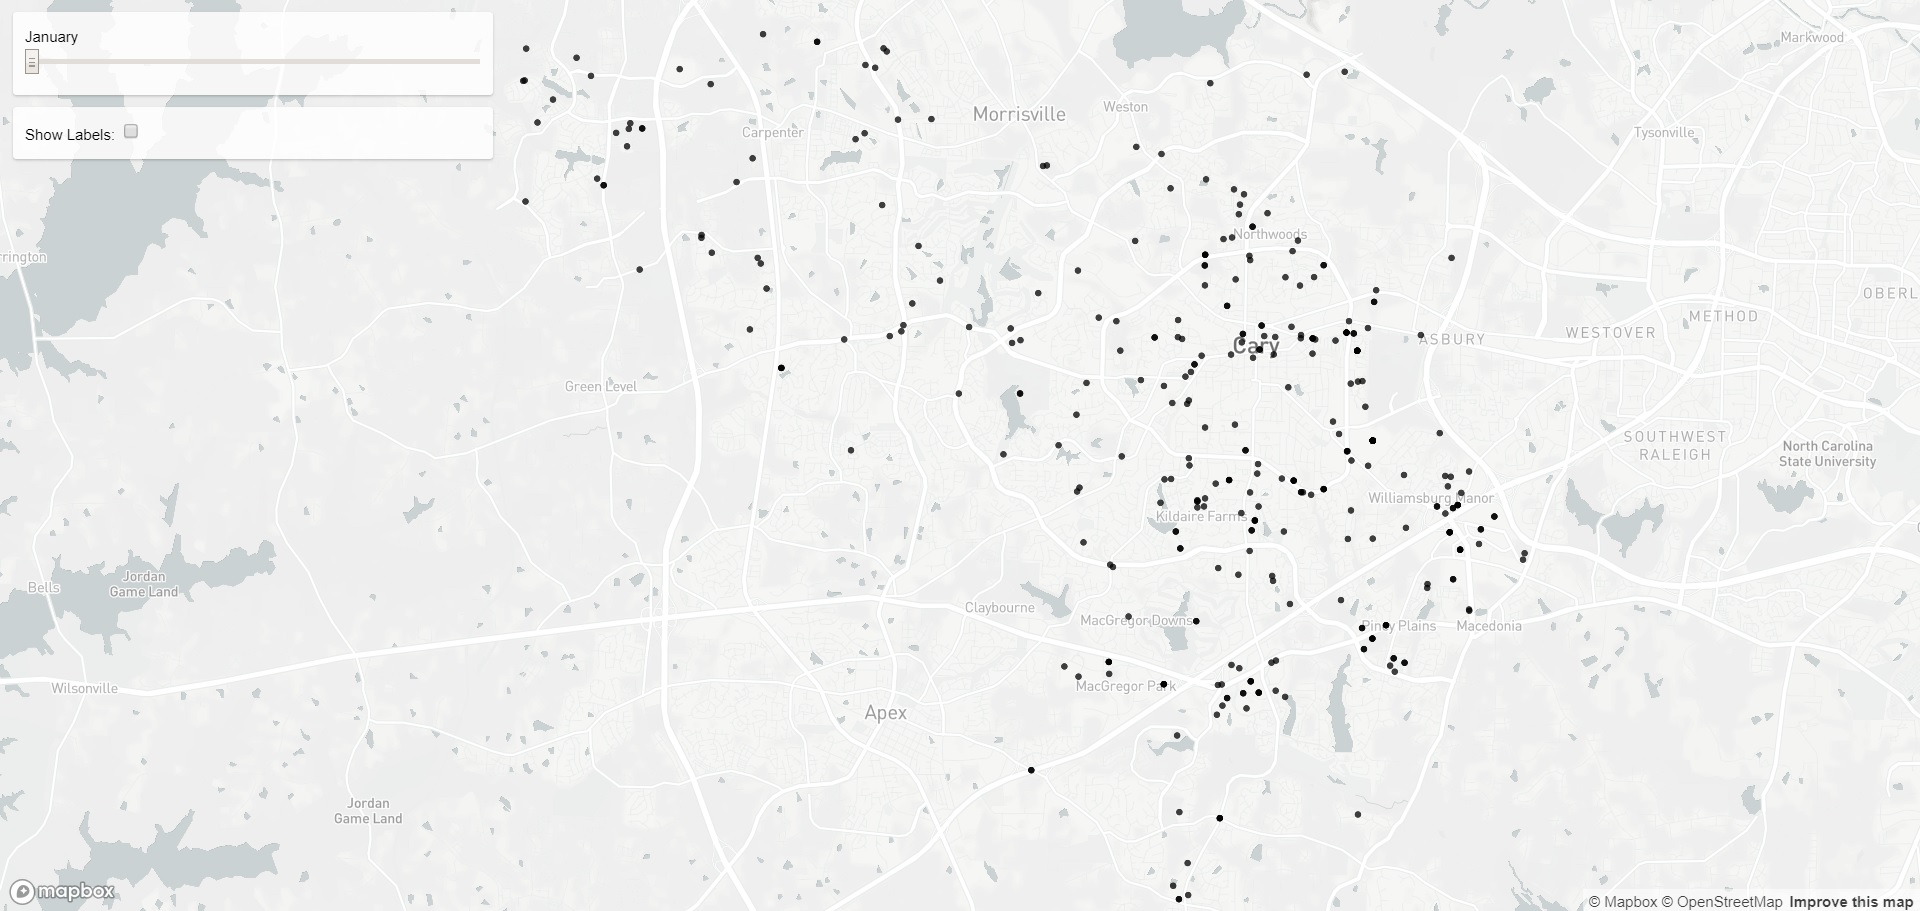 January
Show Labels:
Markwood
Morrisville
Weston
Carpenter
Tysonville
Northwoods
rrington
OBERL
METHOD
WESTOVER
ASBURY
Cary
Green Level
SOUTHWEST
RALEIGH
North Carolina
State University
Williamsburg Manor
Kildaire Farms
Jordan
Game Land
Bells
Claybourne
MacGregor Downs
Piney Plains
Macedonia
Wilsonville
MacGregor Park
Apex
Jordan
Game Land
mapbox
© Mapbox © OpenStreetMap Improve this map